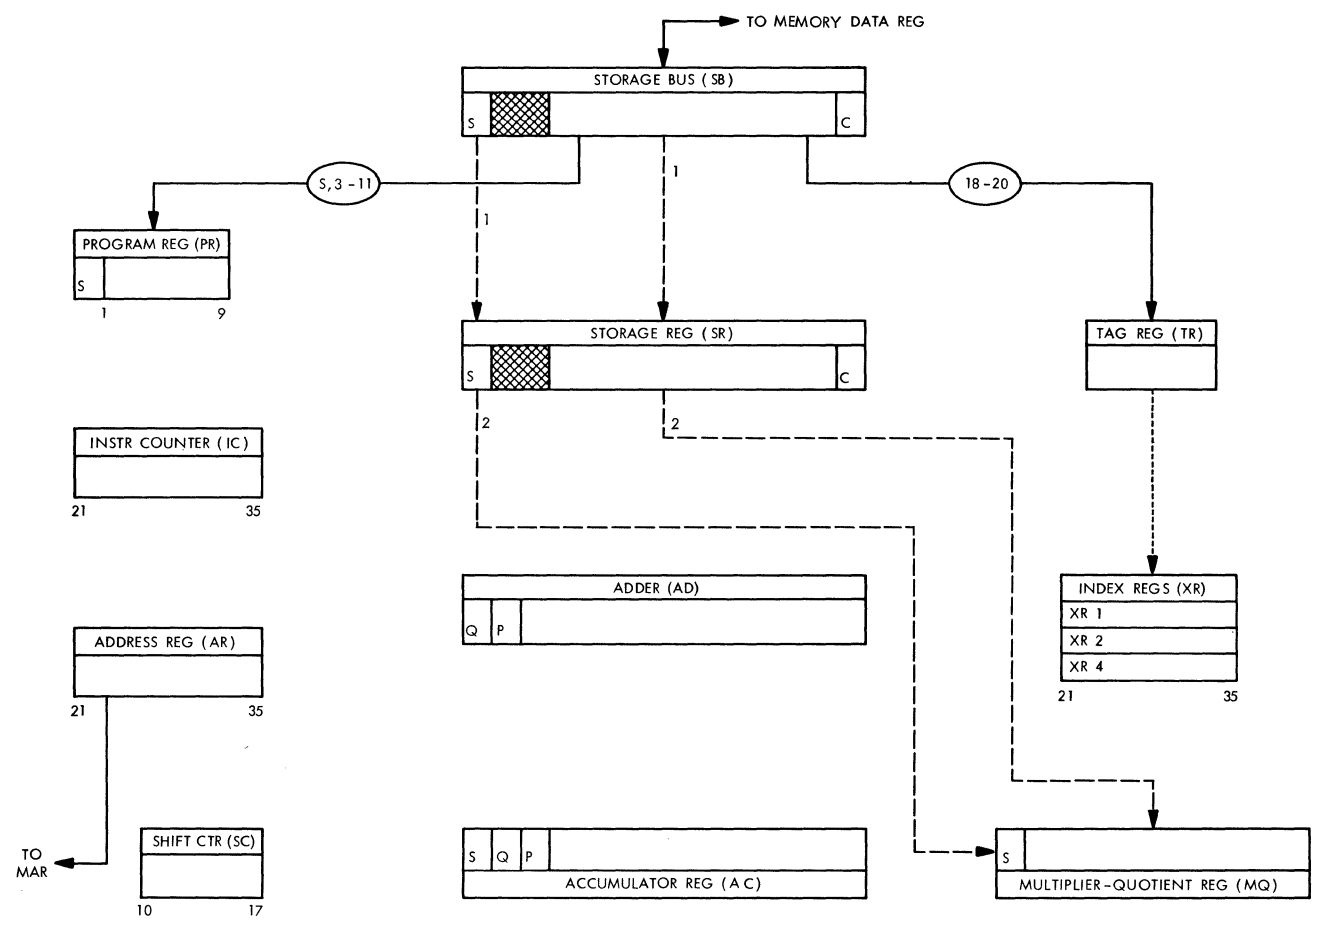 TO MEMORY DATA REG
STORAGE BUS (SB)
S
C
S,3-11
1
18-20
1
PROGRAM REG (PR)
S
1
9
STORAGE REG (SR)
S
C
TAG REG (TR)
2
2
INSTR COUNTER (IC)
21
35
ADDER (AD)
Q
P
INDEX REGS (XR)
XR 1
XR 2
XR 4
21
35
ADDRESS REG (AR)
21
35
SHIFT CTR (SC)
10
17
TO
MAR
S
Q
P
ACCUMULATOR REG (AC)
S
MULTIPLIER-QUOTIENT REG (MQ)